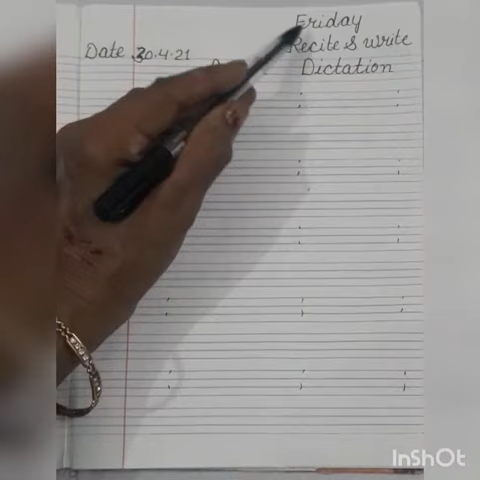 Friday
Recite & write
Date 30.4.21
Dictation
InShOt